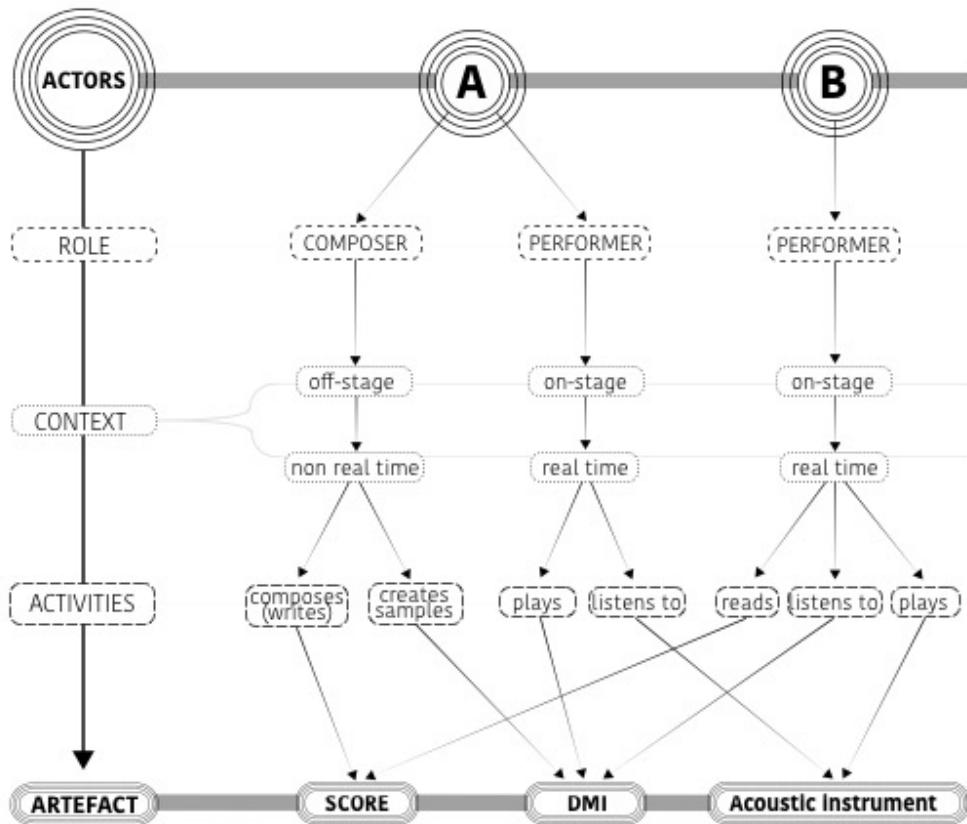 ACTORS
A
B
ROLE
COMPOSER
PERFORMER
PERFORMER
off-stage
on-stage
on-stage
CONTEXT
non real time
real time
real time
ACTIVITIES
composes
(writes)
creates
samples
plays
listens to
reads
listens to
plays
ARTEFACT
SCORE
DMI
Acoustic instrument